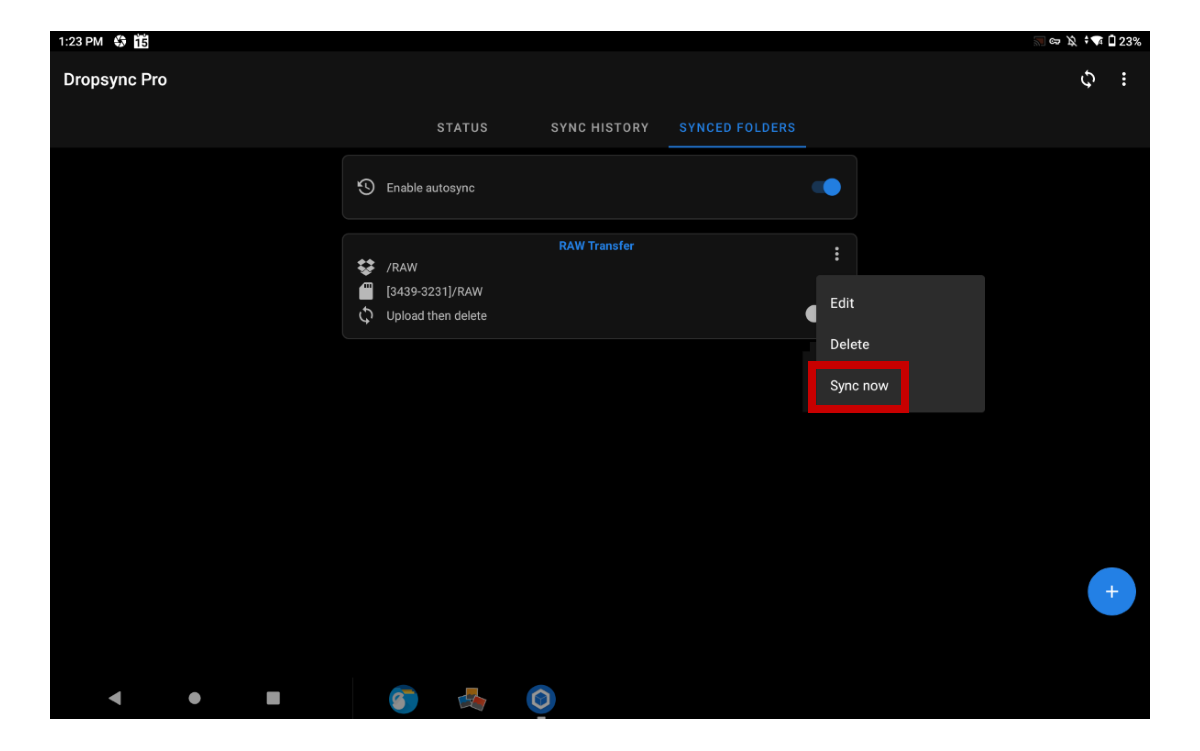 1:23 PM 15 23%
Dropsync Pro
STATUS SYNC HISTORY SYNCED FOLDERS
Enable autosync
RAW Transfer
/RAW
[3439-3231]/RAW
Upload then delete
Edit
Delete
Sync now